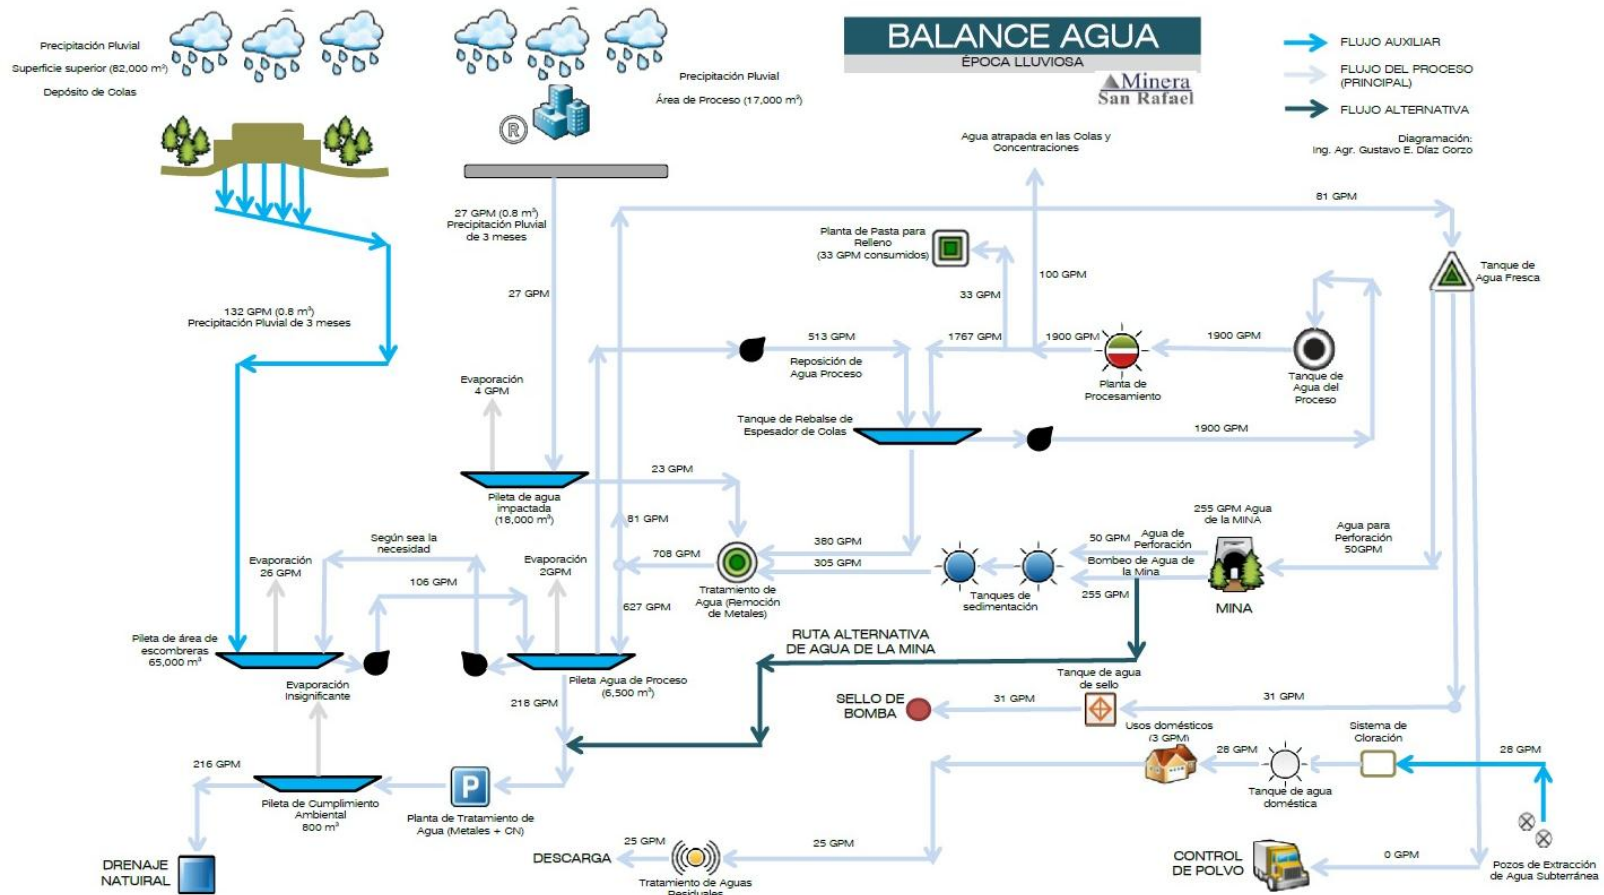 BALANCE AGUA
ÉPOCA LLUVIOSA
Minera
San Rafael
FLUJO AUXILIAR
FLUJO DEL PROCESO
(PRINCIPAL)
FLUJO ALTERNATIVA
Diagramación:
Ing. Agr. Gustavo E. Díaz Corzo
Precipitación Pluvial
Superficie superior (82,000 m³)
Depósito de Colas
Precipitación Pluvial
Área de Proceso (17,000 m³)
®
Agua atrapada en las Colas y
Concentraciones
27 GPM (0.8 m³)
Precipitación Pluvial
de 3 meses
81 GPM
Planta de Pasta para
Relleno
(33 GPM consumidos)
Tanque de
Agua Fresca
100 GPM
27 GPM
33 GPM
132 GPM (0.8 m³)
Precipitación Pluvial de 3 meses
513 GPM
1767 GPM
1900 GPM
1900 GPM
Reposición de
Agua Proceso
Planta de
Procesamiento
Tanque de
Agua del
Proceso
Evaporación
4 GPM
Tanque de Rebalse de
Espesador de Colas
1900 GPM
23 GPM
Pileta de agua
impactada
(18,000 m³)
81 GPM
255 GPM Agua
de la MINA
Agua para
Perforación
50GPM
Según sea la
necesidad
380 GPM
50 GPM
Agua de
Perforación
Evaporación
26 GPM
Evaporación
2GPM
708 GPM
305 GPM
Bombeo de Agua de
la Mina
106 GPM
Tratamiento de
Agua (Remoción
de Metales)
Tanques de
sedimentación
255 GPM
MINA
627 GPM
Pileta de área de
escombreras
65,000 m³
RUTA ALTERNATIVA
DE AGUA DE LA MINA
Evaporación
Insignificante
Pileta Agua de Proceso
(6,500 m³)
Tanque de agua
de sello
218 GPM
SELLO DE
BOMBA
31 GPM
31 GPM
Usos domésticos
(3 GPM)
Sistema de
Cloración
28 GPM
28 GPM
216 GPM
P
Tanque de agua
doméstica
Pileta de Cumplimiento
Ambiental
800 m³
Planta de Tratamiento de
Agua (Metales + CN)
25 GPM
25 GPM
DESCARGA
DRENAJE
NATUIRAL
CONTROL
DE POLVO
0 GPM
Pozos de Extracción
de Agua Subterránea
Tratamiento de Aguas
Residuales